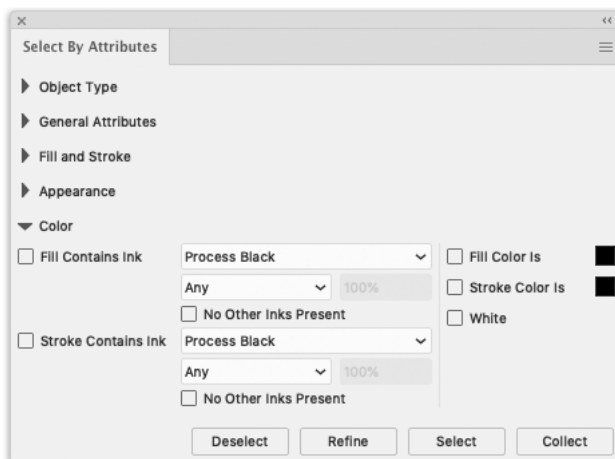 Select By Attributes
Object Type
General Attributes
Fill and Stroke
Appearance
Color
Fill Contains Ink Process Black Fill Color Is
Any 100% Stroke Color Is
No Other Inks Present White
Stroke Contains Ink Process Black
Any 100%
No Other Inks Present
Deselect Refine Select Collect